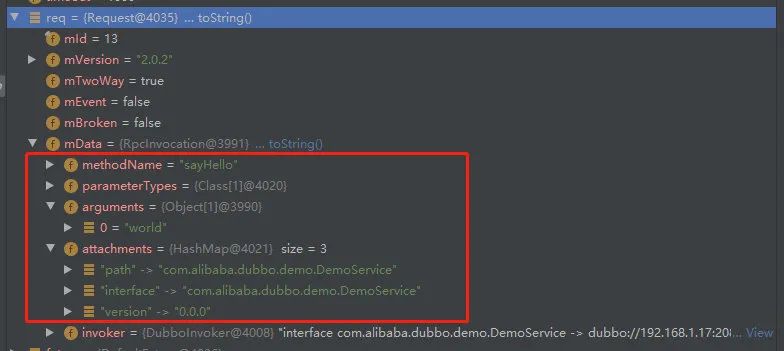 req = {Request@4035} ... toString()
mId = 13
mVersion = "2.0.2"
mTwoWay = true
mEvent = false
mBroken = false
mData = {RpcInvocation@3991} ... toString()
methodName = "sayHello"
parameterTypes = {Class[1]@4020}
arguments = {Object[1]@3990}
0 = "world"
attachments = {HashMap@4021} size = 3
"path" -> "com.alibaba.dubbo.demo.DemoService"
"interface" -> "com.alibaba.dubbo.demo.DemoService"
"version" -> "0.0.0"
invoker = {DubboInvoker@4008} "interface com.alibaba.dubbo.demo.DemoService -> dubbo://192.168.1.17:208... View